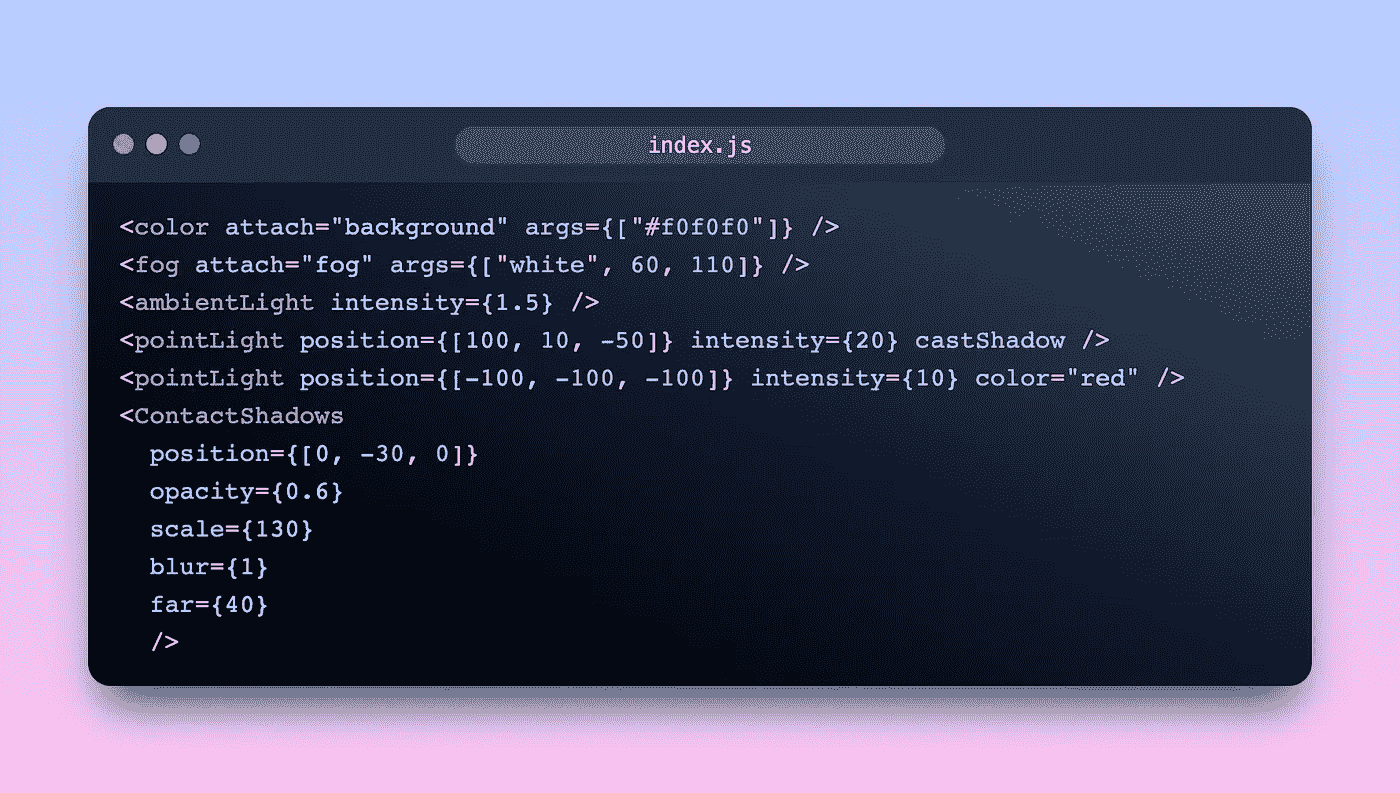 index.js
<color attach="background" args={["#f0f0f0"]} />
<fog attach="fog" args={["white", 60, 110]} />
<ambientLight intensity={1.5} />
<pointLight position={[100, 10, -50]} intensity={20} castShadow />
<pointLight position={[-100, -100, -100]} intensity={10} color="red" />
<ContactShadows
  position={[0, -30, 0]}
  opacity={0.6}
  scale={130}
  blur={1}
  far={40}
  />